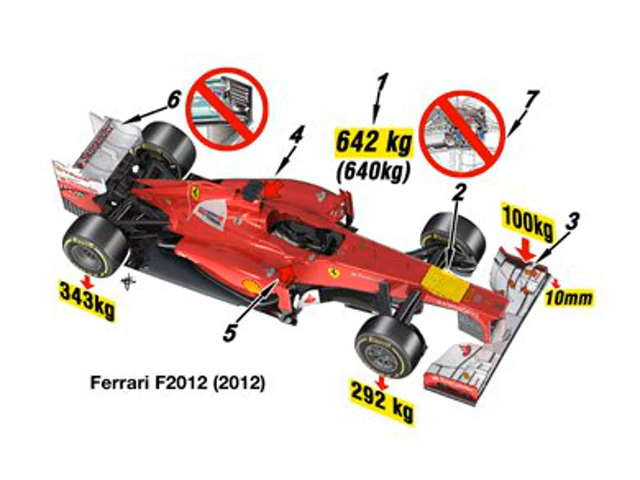 1
6
7
4
642 kg
(640kg)
2
100kg
3
10mm
343kg
5
Ferrari F2012 (2012)
292 kg